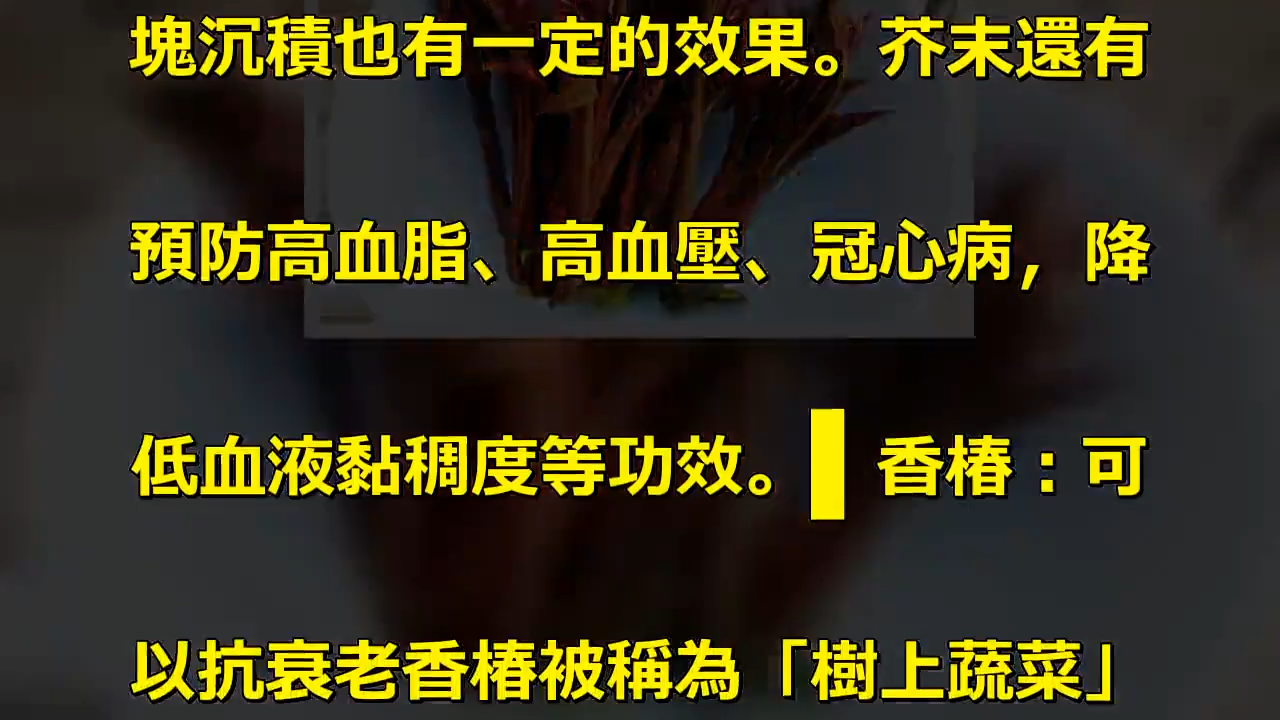 塊沉積也有一定的效果。芥末還有
預防高血脂、高血壓、冠心病，降
低血液黏稠度等功效。▌香椿：可
以抗衰老香椿被稱為「樹上蔬菜」